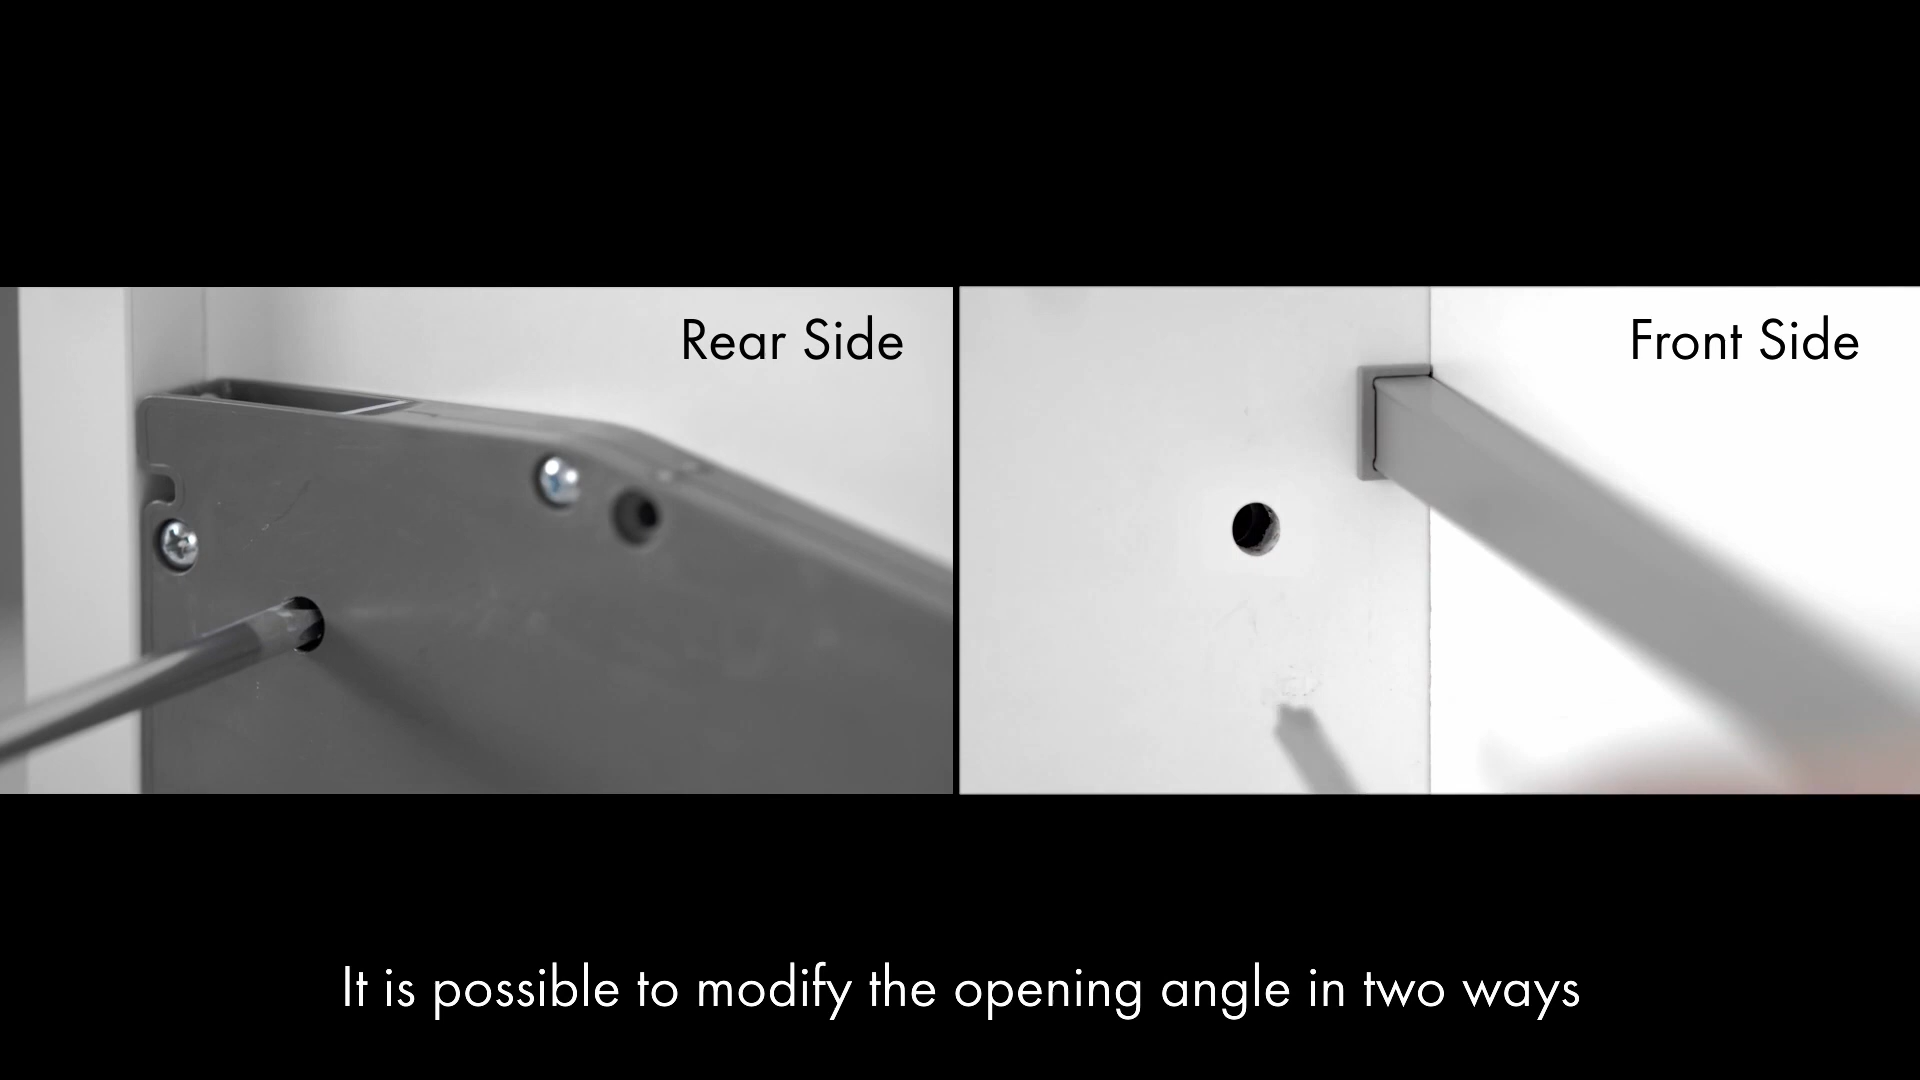 Rear Side
Front Side
It is possible to modify the opening angle in two ways